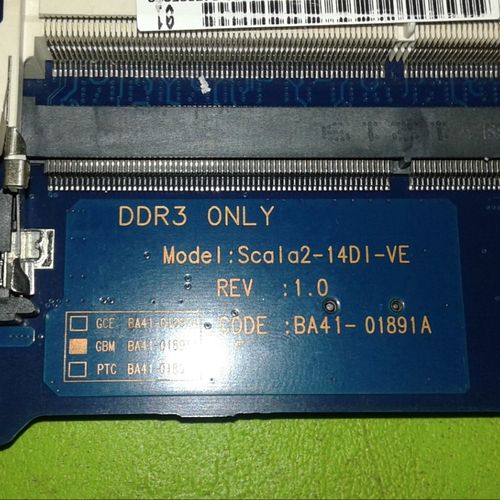 DDR3 ONLY
Model:Scala2-14DI-VE
REV :1.0
CODE :BA41-01891A
GCE
GBM
PTC